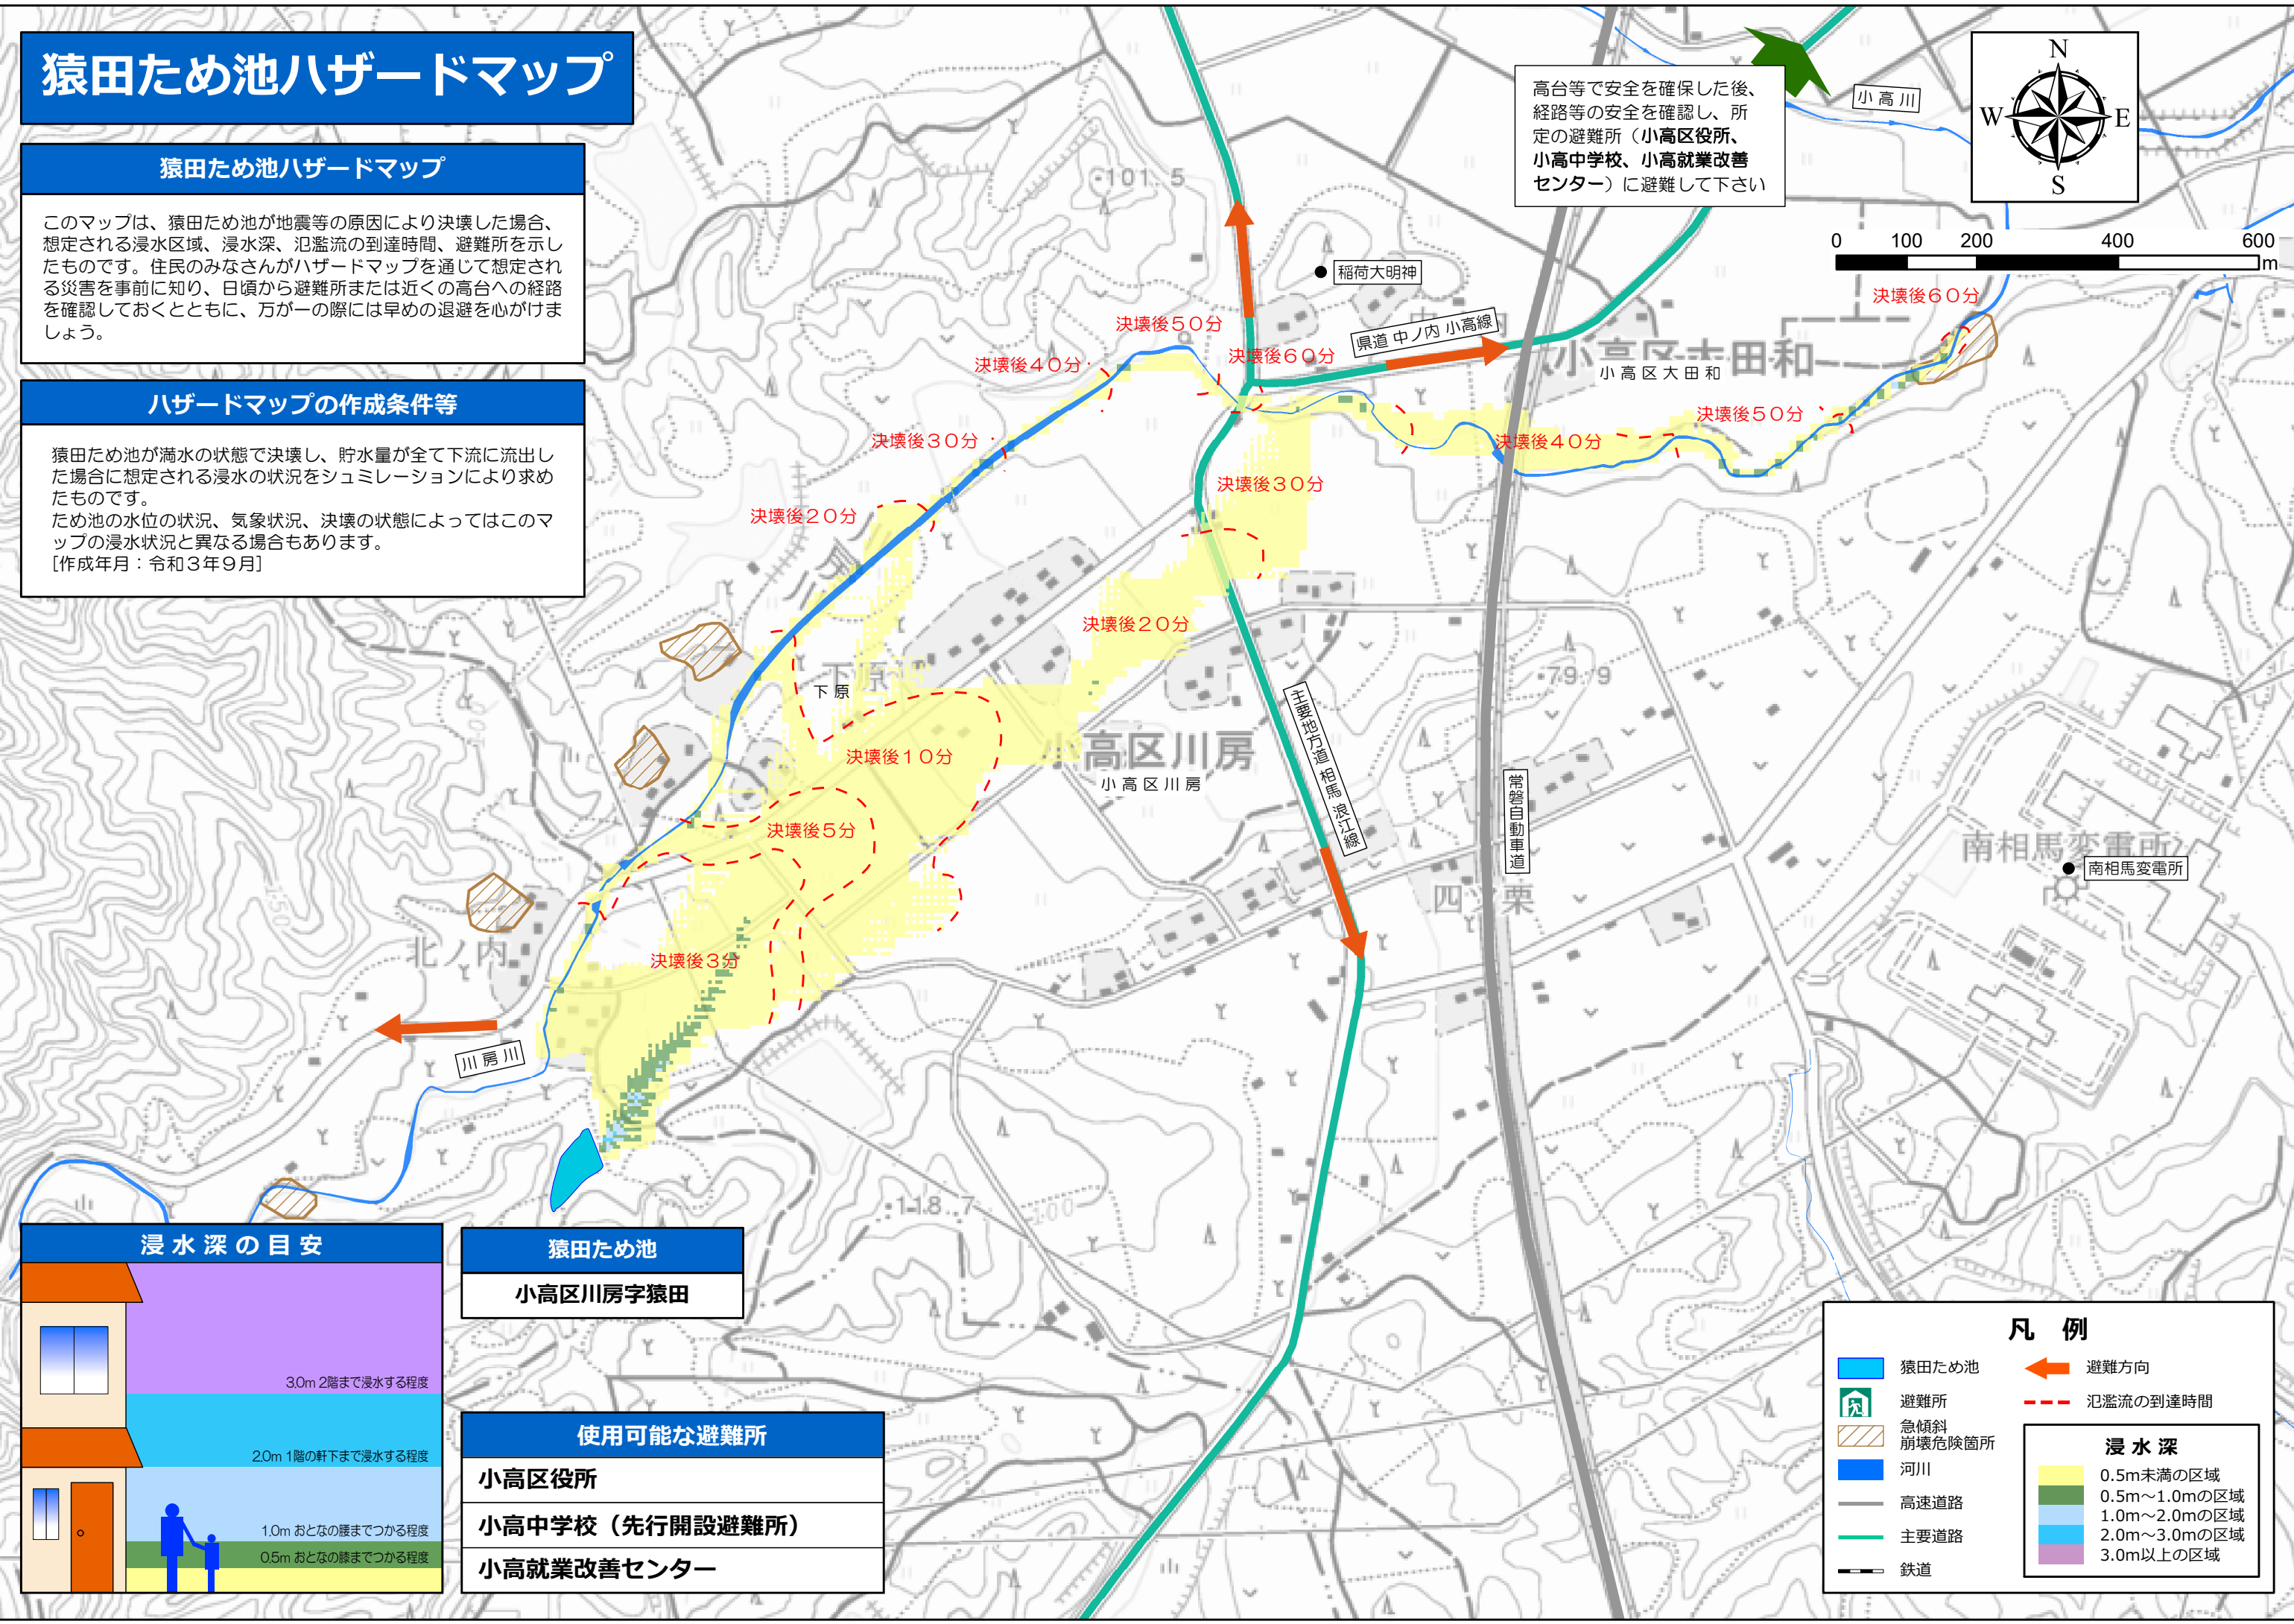 猿田ため池ハザードマップ
猿田ため池ハザードマップ
このマップは、猿田ため池が地震等の原因により決壊した場合、
想定される浸水区域、浸水深、氾濫流の到達時間、避難所を示し
たものです。住民のみなさんがハザードマップを通じて想定され
る災害を事前に知り、日頃から避難所または近くの高台への経路
を確認しておくとともに、万が一の際には早めの退避を心がけま
しょう。
ハザードマップの作成条件等
猿田ため池が満水の状態で決壊し、貯水量が全て下流に流出し
た場合に想定される浸水の状況をシュミレーションにより求め
たものです。
ため池の水位の状況、気象状況、決壊の状態によってはこのマ
ップの浸水状況と異なる場合もあります。
[作成年月：令和３年９月]
高台等で安全を確保した後、
経路等の安全を確認し、所
定の避難所（小高区役所、
小高中学校、小高就業改善
センター）に避難して下さい
小高川
N
W E
S
0 100 200 400 600
m
101.5
稲荷大明神
県道 中ノ内 小高線
小高区大田和
小高区大田和
決壊後６０分
決壊後５０分
決壊後６０分
決壊後４０分
決壊後５０分
決壊後３０分
決壊後４０分
決壊後３０分
決壊後２０分
決壊後２０分
下原
下原
79.9
決壊後１０分
小高区川房
小高区川房
主要地方道 相馬 浪江線
常磐自動車道
決壊後５分
南相馬変電所
南相馬変電所
四ツ栗
北ノ内
決壊後３分
川房川
118.7
100
150
浸水深の目安
3.0m 2階まで浸水する程度
2.0m 1階の軒下まで浸水する程度
1.0m おとなの腰までつかる程度
0.5m おとなの膝までつかる程度
猿田ため池
小高区川房字猿田
使用可能な避難所
小高区役所
小高中学校（先行開設避難所）
小高就業改善センター
凡 例
猿田ため池
避難所
急傾斜
崩壊危険箇所
河川
高速道路
主要道路
鉄道
避難方向
氾濫流の到達時間
浸水深
0.5m未満の区域
0.5m～1.0mの区域
1.0m～2.0mの区域
2.0m～3.0mの区域
3.0m以上の区域